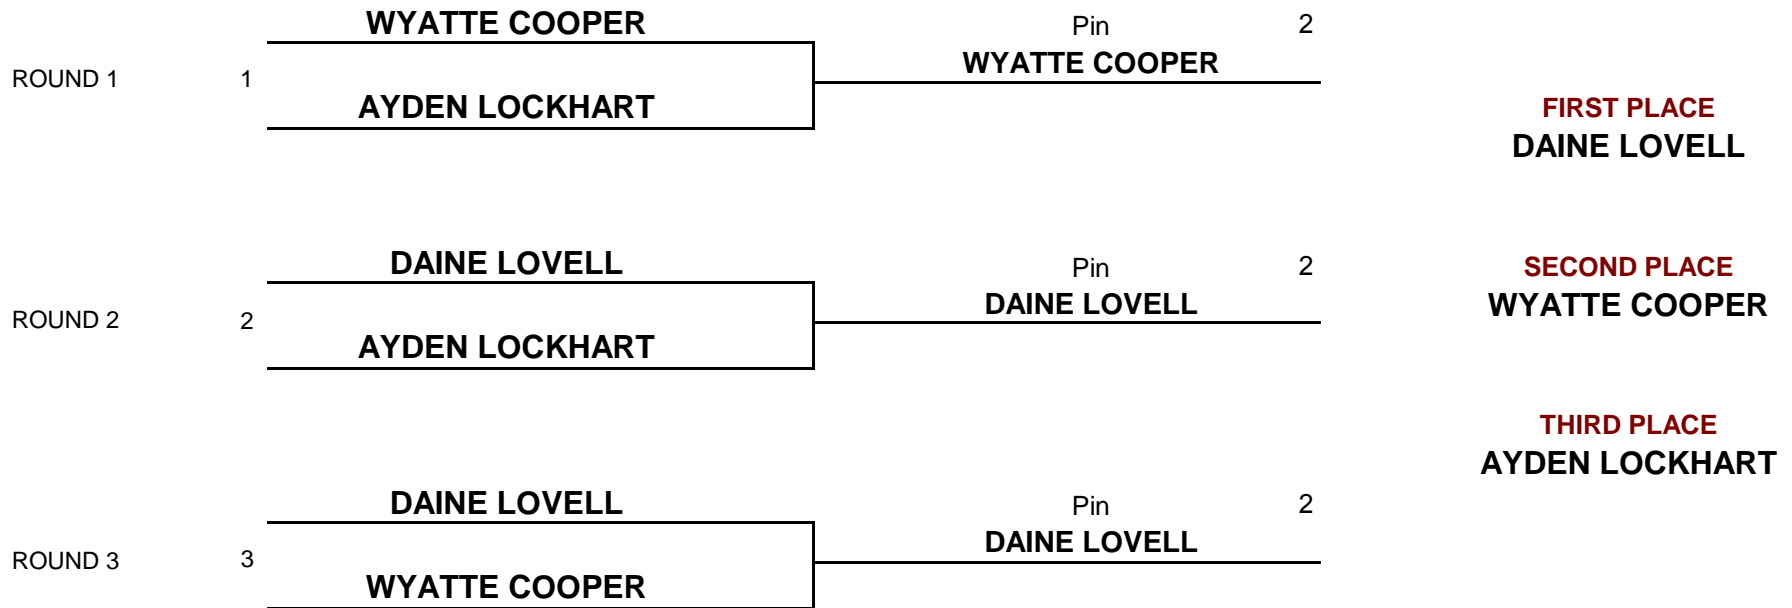 WYATTE COOPER
Pin 2
WYATTE COOPER
ROUND 1 1
AYDEN LOCKHART
FIRST PLACE
DAINE LOVELL
DAINE LOVELL
Pin 2
SECOND PLACE
DAINE LOVELL
WYATTE COOPER
ROUND 2 2
AYDEN LOCKHART
THIRD PLACE
AYDEN LOCKHART
DAINE LOVELL
Pin 2
DAINE LOVELL
ROUND 3 3
WYATTE COOPER